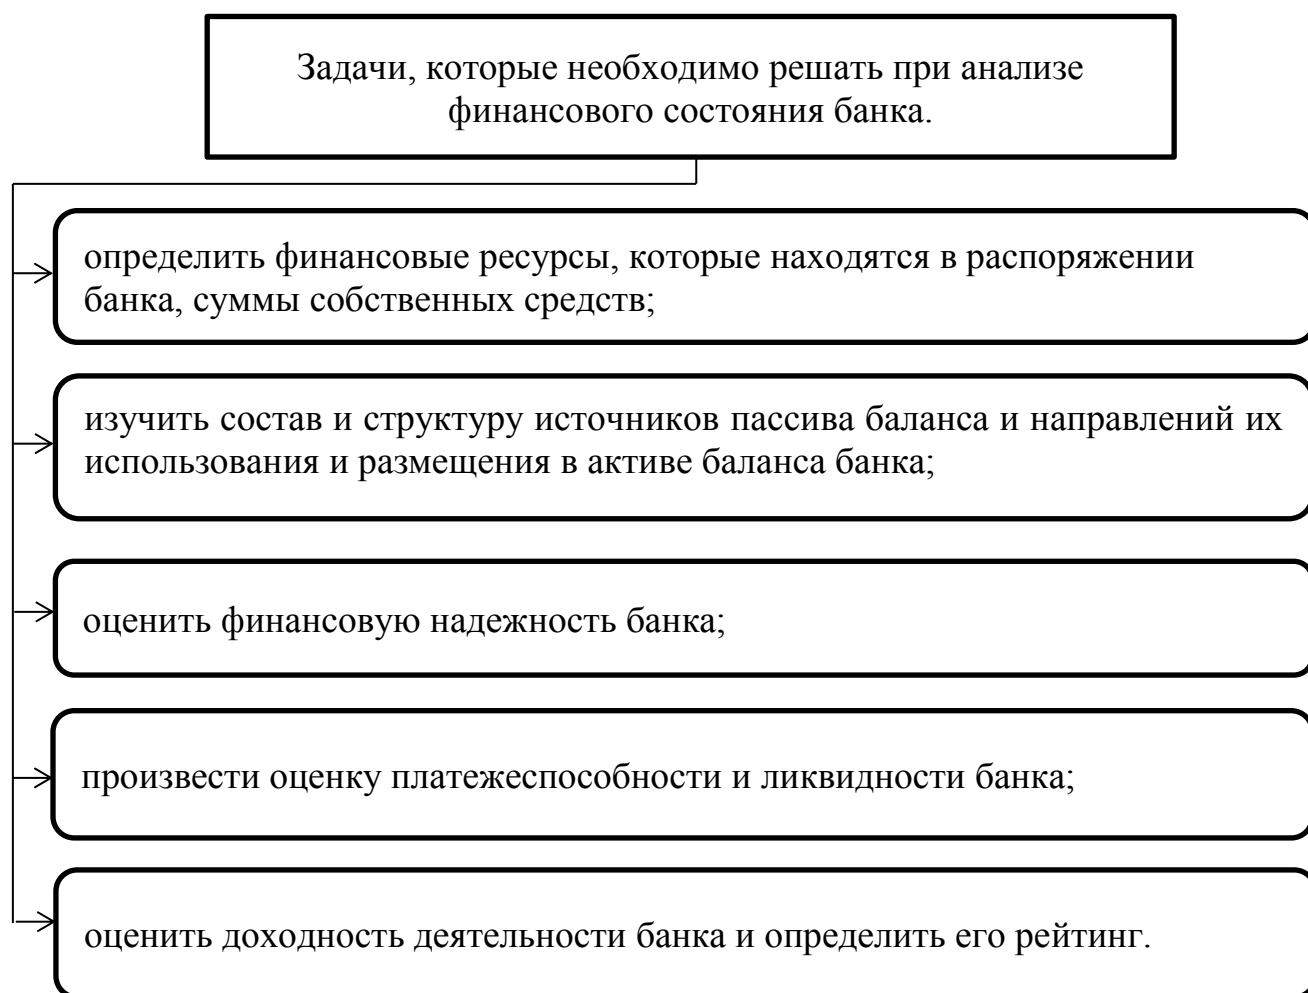 Задачи, которые необходимо решать при анализе
финансового состояния банка.
определить финансовые ресурсы, которые находятся в распоряжении
банка, суммы собственных средств;
изучить состав и структуру источников пассива баланса и направлений их
использования и размещения в активе баланса банка;
оценить финансовую надежность банка;
произвести оценку платежеспособности и ликвидности банка;
оценить доходность деятельности банка и определить его рейтинг.